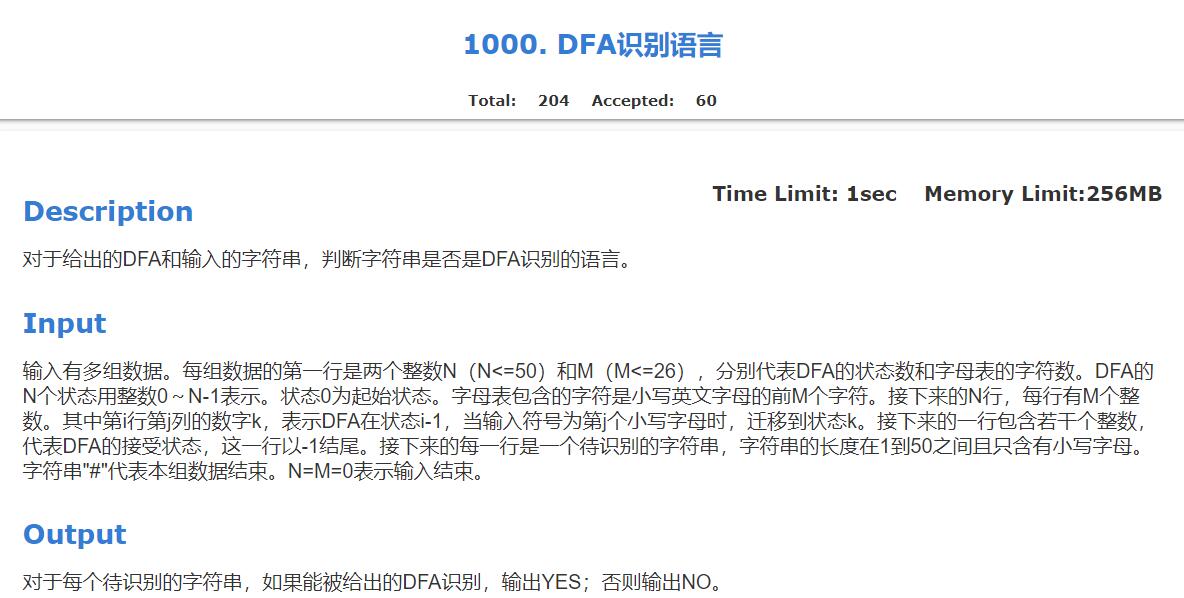 1000. DFA识别语言
Total: 204 Accepted: 60
Time Limit: 1sec Memory Limit:256MB
Description
对于给出的DFA和输入的字符串，判断字符串是否是DFA识别的语言。
Input
输入有多组数据。每组数据的第一行是两个整数N（N<=50）和M（M<=26），分别代表DFA的状态数和字母表的字符数。DFA的
N个状态用整数0～N-1表示。状态0为起始状态。字母表包含的字符是小写英文字母的前M个字符。接下来的N行，每行有M个整
数。其中第i行第j列的数字k，表示DFA在状态i-1，当输入符号为第j个小写字母时，迁移到状态k。接下来的一行包含若干个整数，
代表DFA的接受状态，这一行以-1结尾。接下来的每一行是一个待识别的字符串，字符串的长度在1到50之间且只含有小写字母。
字符串"#"代表本组数据结束。N=M=0表示输入结束。
Output
对于每个待识别的字符串，如果能被给出的DFA识别，输出YES；否则输出NO。